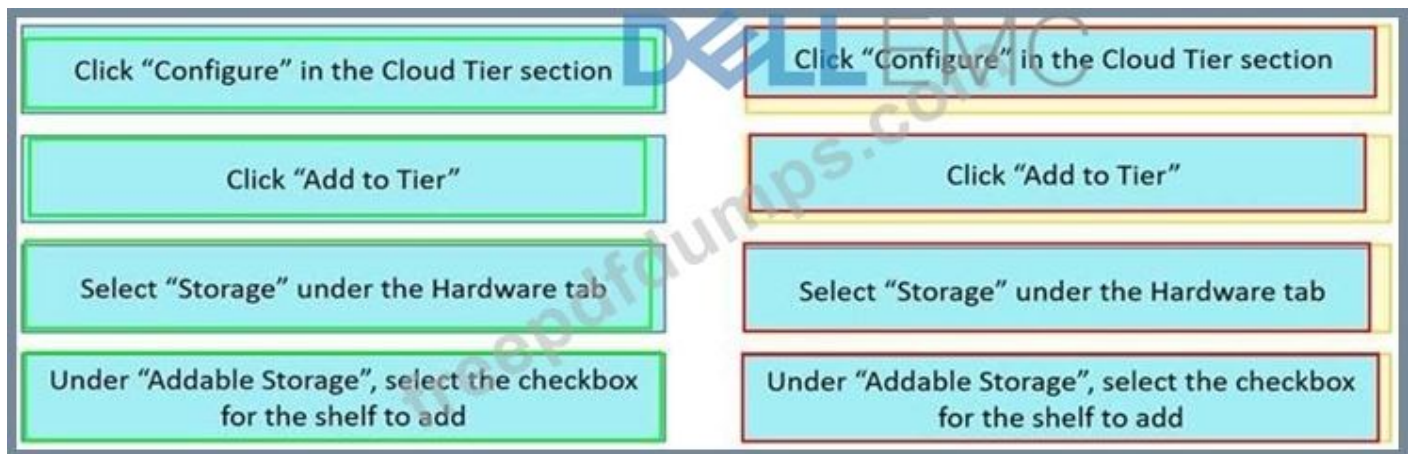 DELL EMC
Click “Configure” in the Cloud Tier section
Click “Configure” in the Cloud Tier section
Click “Add to Tier”
Click “Add to Tier”
Select “Storage” under the Hardware tab
Select “Storage” under the Hardware tab
Under “Addable Storage”, select the checkbox
for the shelf to add
Under “Addable Storage”, select the checkbox
for the shelf to add
freepdfdumps.com